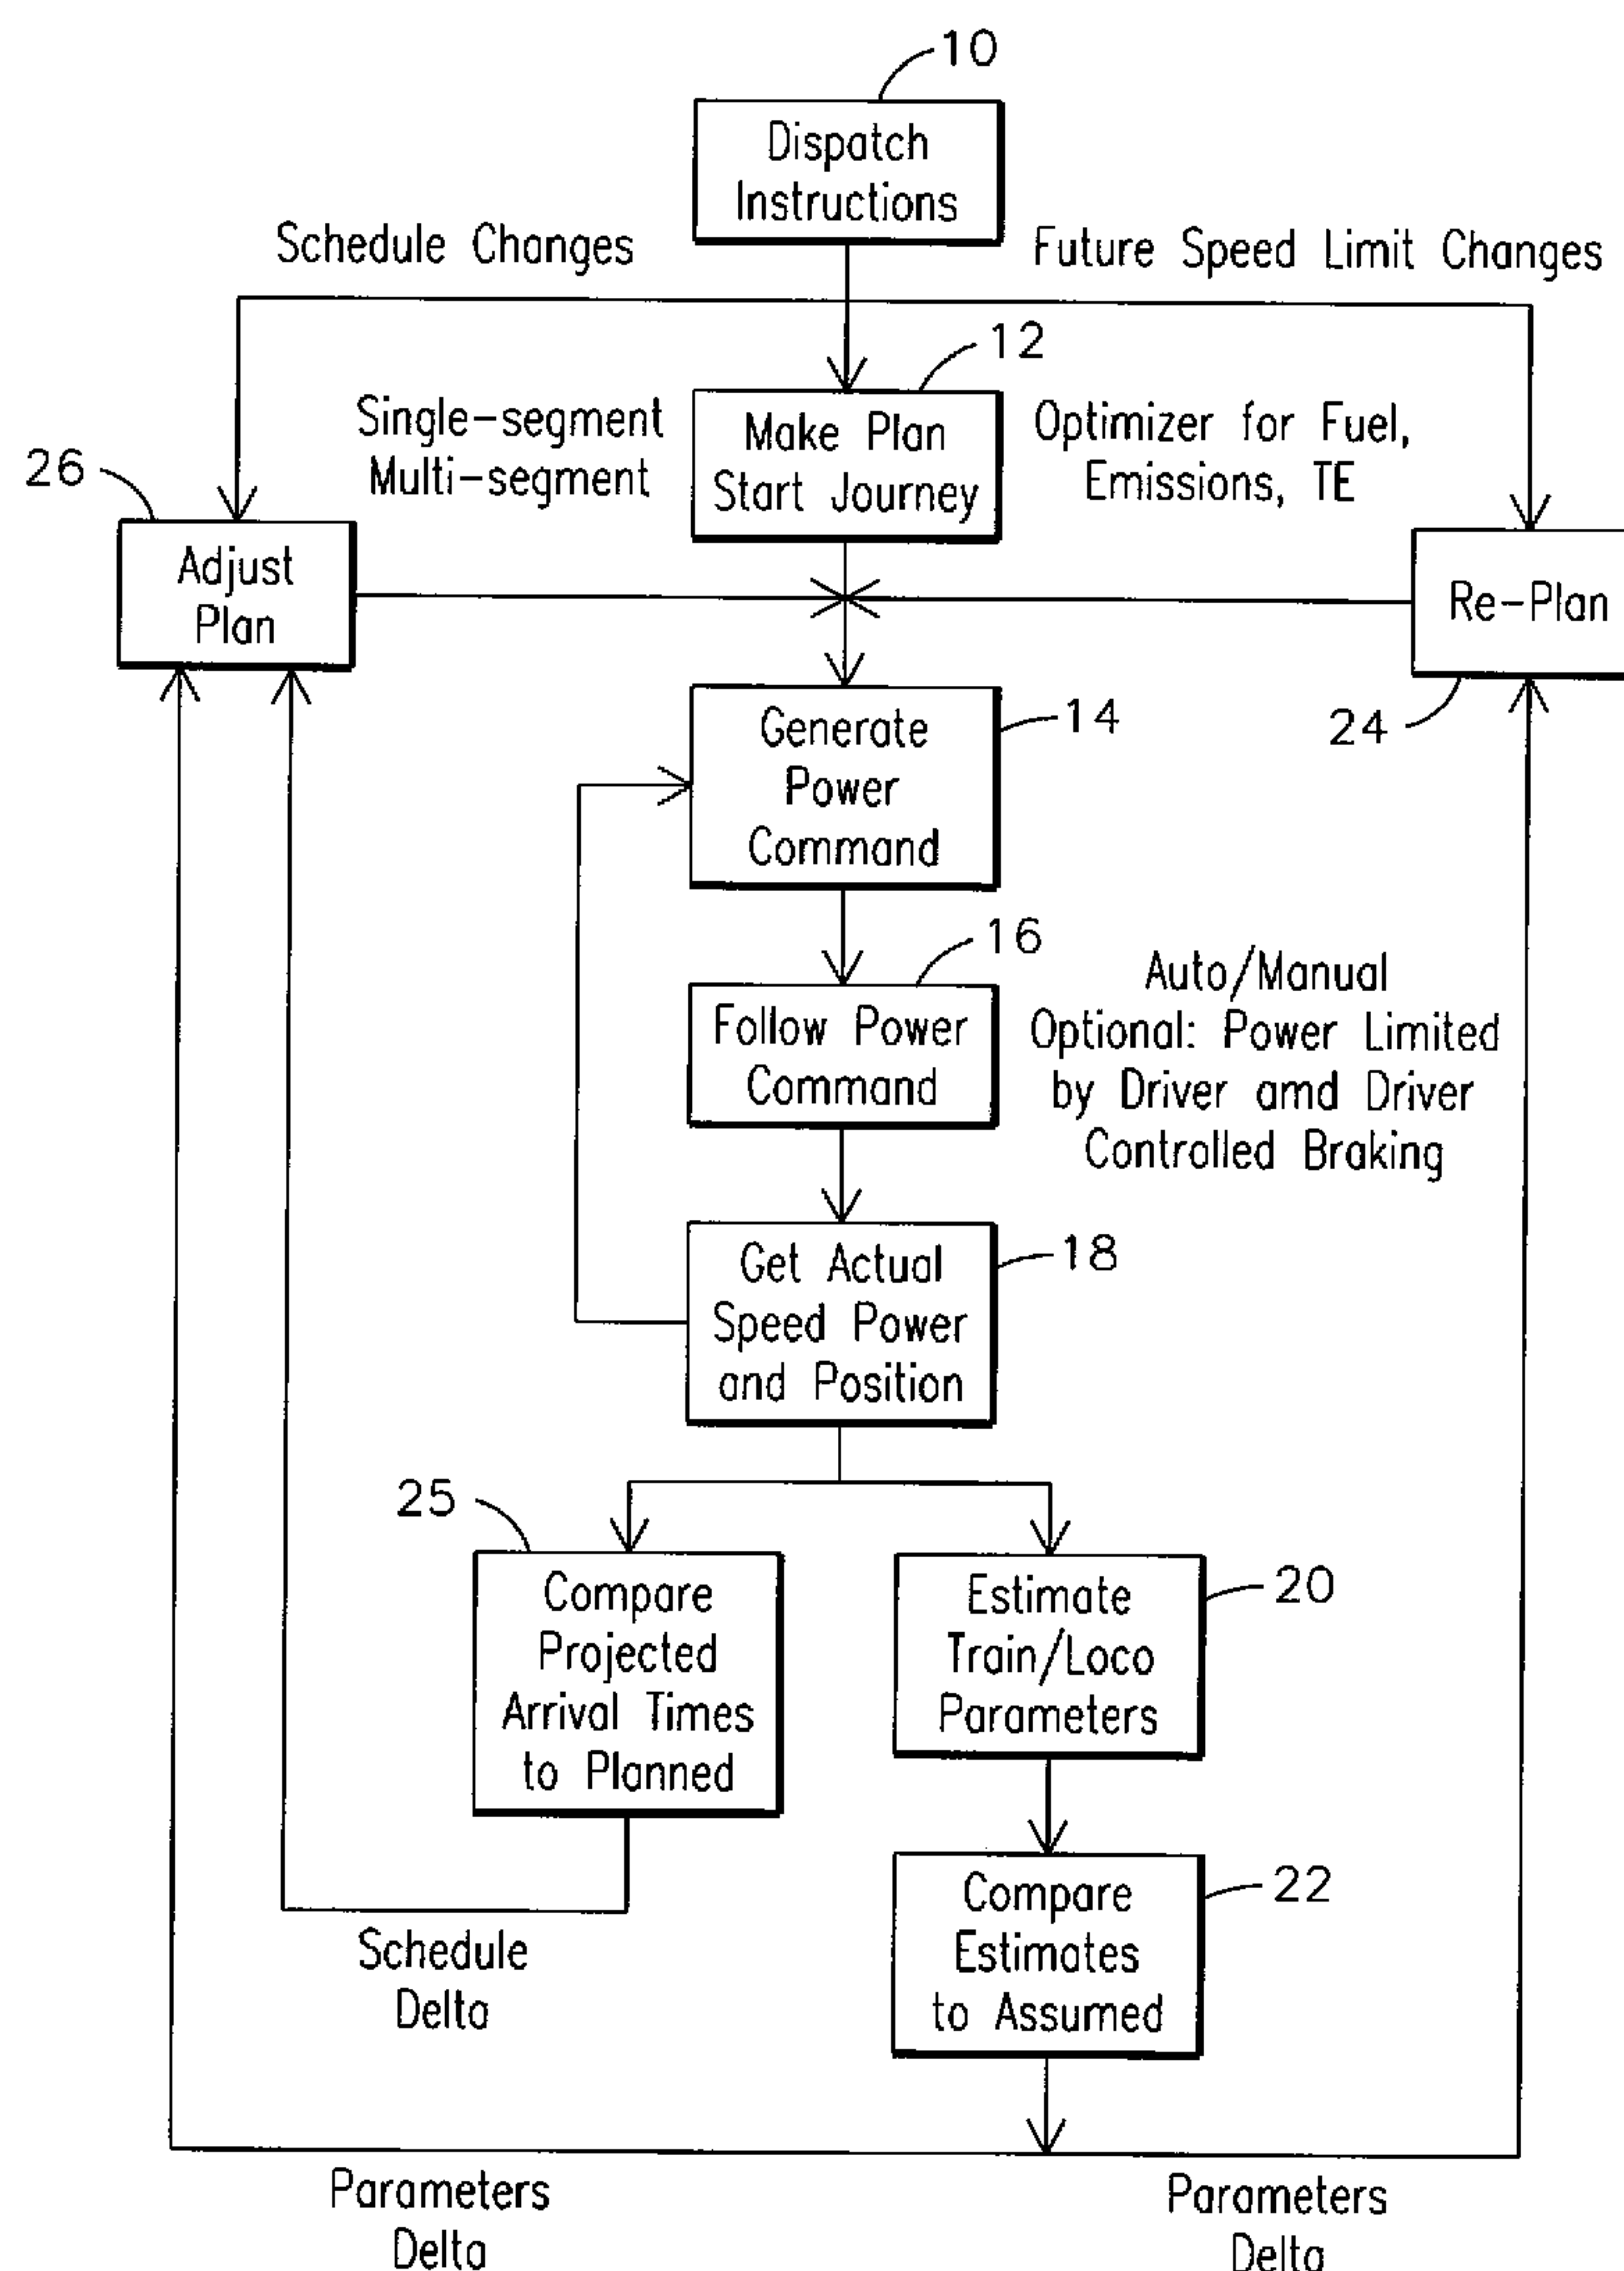 10
Dispatch
Instructions
Schedule Changes
Future Speed Limit Changes
12
Single-segment
Multi-segment
Make Plan
Start Journey
Optimizer for Fuel,
Emissions, TE
26
Adjust
Plan
Re-Plan
24
Generate
Power
Command
14
16
Follow Power
Command
Auto/Manual
Optional: Power Limited
by Driver amd Driver
Controlled Braking
Get Actual
Speed Power
and Position
18
25
Compare
Projected
Arrival Times
to Planned
Estimate
Train/Loco
Parameters
20
Compare
Estimates
to Assumed
22
Schedule
Delta
Parameters
Delta
Parameters
Delta